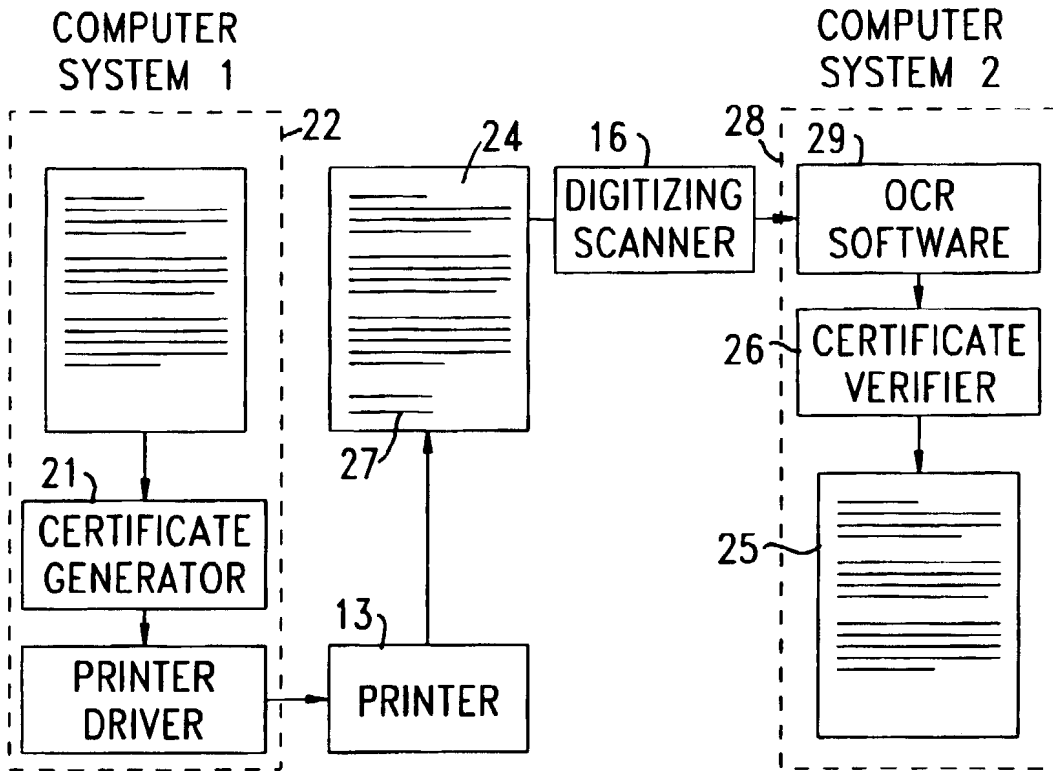 COMPUTER
SYSTEM 1
22
21
CERTIFICATE
GENERATOR
PRINTER
DRIVER
24
27
13
PRINTER
16
DIGITIZING
SCANNER
COMPUTER
SYSTEM 2
28
29
OCR
SOFTWARE
26
CERTIFICATE
VERIFIER
25